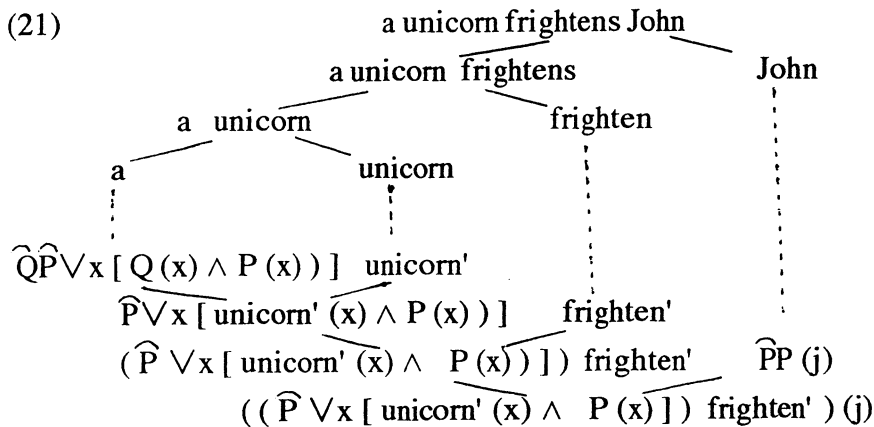 (21) a unicorn frightens John
a unicorn frightens John
a unicorn frighten
a unicorn
Q̂P̂∨x [ Q (x) ∧ P (x) ) ] unicorn'
P̂∨x [ unicorn' (x) ∧ P (x) ) ] frighten'
( P̂ ∨x [ unicorn' (x) ∧ P (x) ) ] ) frighten' P̂P (j)
( ( P̂ ∨x [ unicorn' (x) ∧ P (x) ] ) frighten' ) (j)